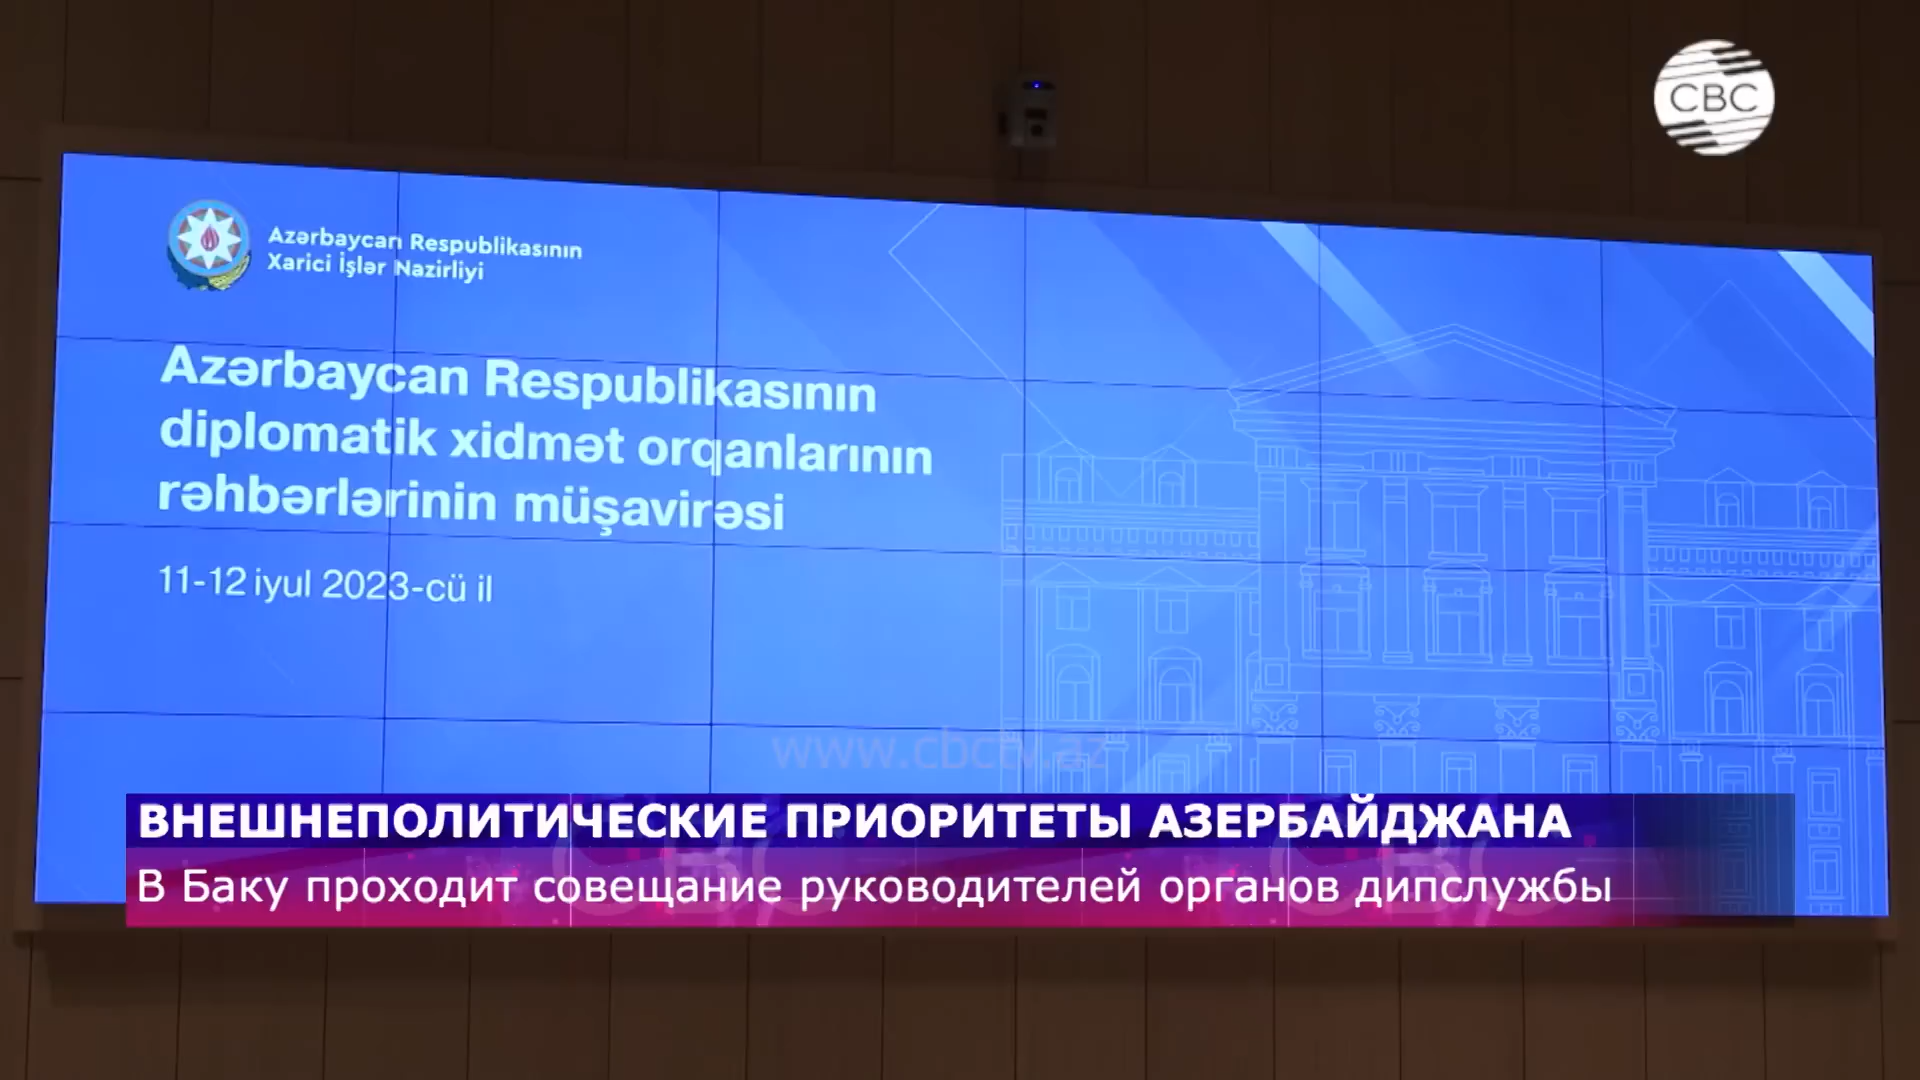 CBC
Azərbaycan Respublikasının
Xarici İşlər Nazirliyi
Azərbaycan Respublikasının
diplomatik xidmət orqanlarının
rəhbərlərinin müşavirəsi
11-12 iyul 2023-cü il
www.cbctv.az
ВНЕШНЕПОЛИТИЧЕСКИЕ ПРИОРИТЕТЫ АЗЕРБАЙДЖАНА
В Баку проходит совещание руководителей органов дипслужбы